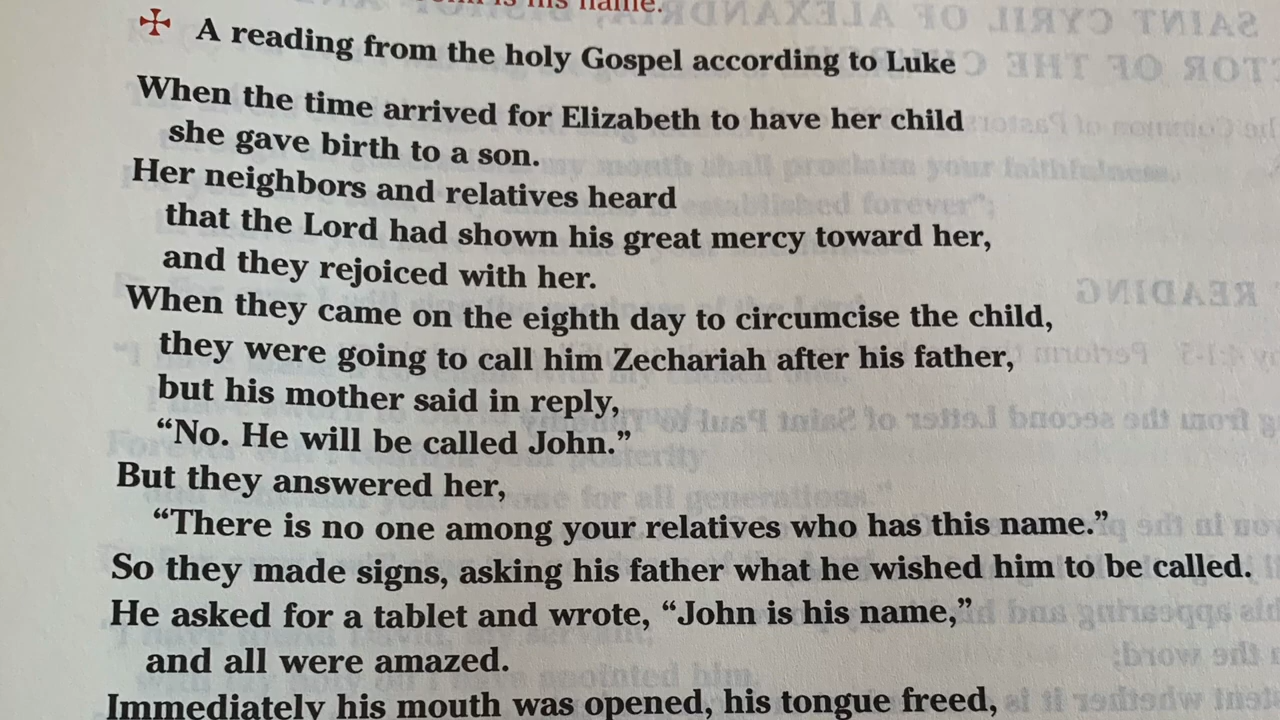 is his name.
✠ A reading from the holy Gospel according to Luke
When the time arrived for Elizabeth to have her child
she gave birth to a son.
Her neighbors and relatives heard
that the Lord had shown his great mercy toward her,
and they rejoiced with her.
When they came on the eighth day to circumcise the child,
they were going to call him Zechariah after his father,
but his mother said in reply,
“No. He will be called John.”
But they answered her,
“There is no one among your relatives who has this name.”
So they made signs, asking his father what he wished him to be called.
He asked for a tablet and wrote, “John is his name,”
and all were amazed.
Immediately his mouth was opened, his tongue freed,